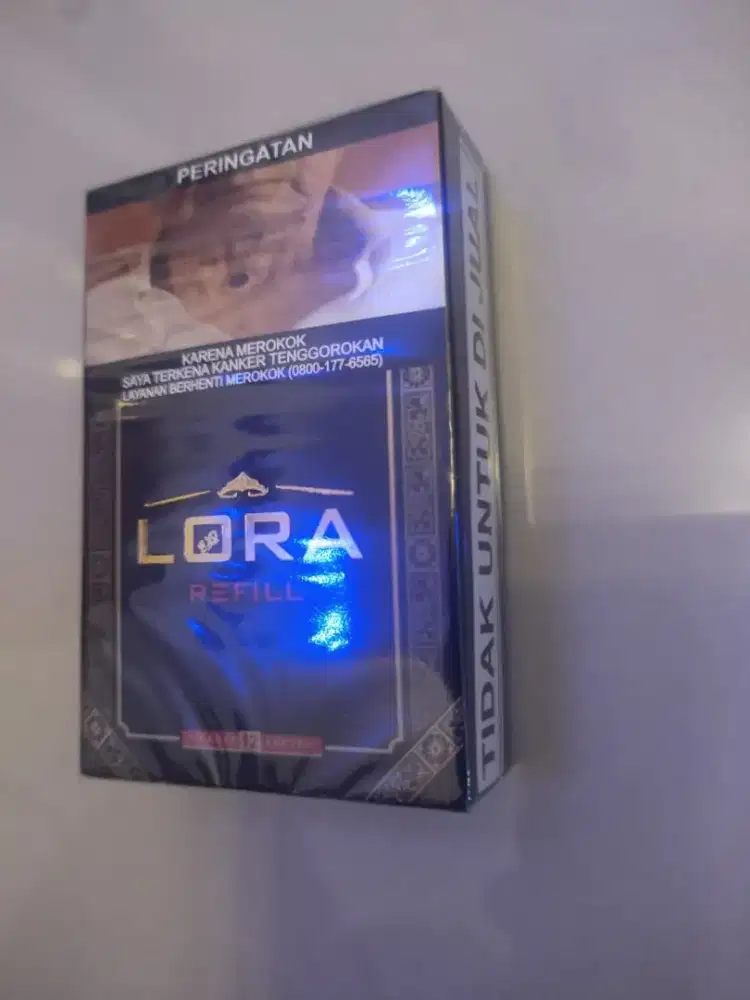 PERINGATAN
KARENA MEROKOK
SAYA TERKENA KANKER TENGGOROKAN
LAYANAN BERHENTI MEROKOK (0800-177-6565)
LORA
REFILL
12
TIDAK UNTUK DI JUAL